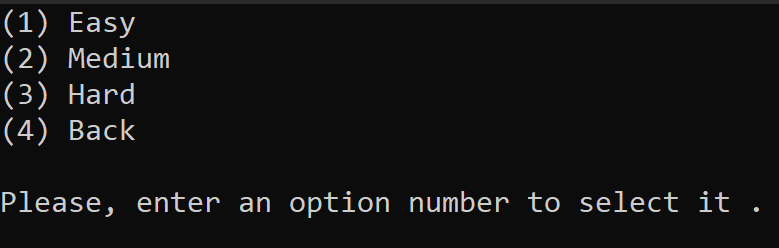 (1) Easy
(2) Medium
(3) Hard
(4) Back
Please, enter an option number to select it .